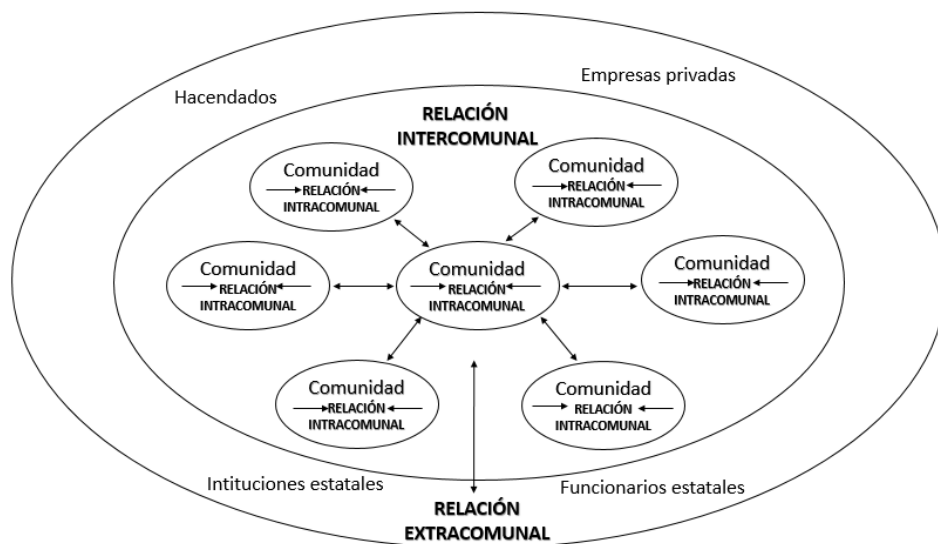 Empresas privadas
Hacendados
RELACIÓN
INTERCOMUNAL
Comunidad
RELACIÓN
INTRACOMUNAL
Comunidad
RELACIÓN
INTRACOMUNAL
Comunidad
RELACIÓN
INTRACOMUNAL
Comunidad
RELACIÓN
INTRACOMUNAL
Comunidad
RELACIÓN
INTRACOMUNAL
Comunidad
RELACIÓN
INTRACOMUNAL
Comunidad
RELACIÓN
INTRACOMUNAL
Intituciones estatales
Funcionarios estatales
RELACIÓN
EXTRACOMUNAL